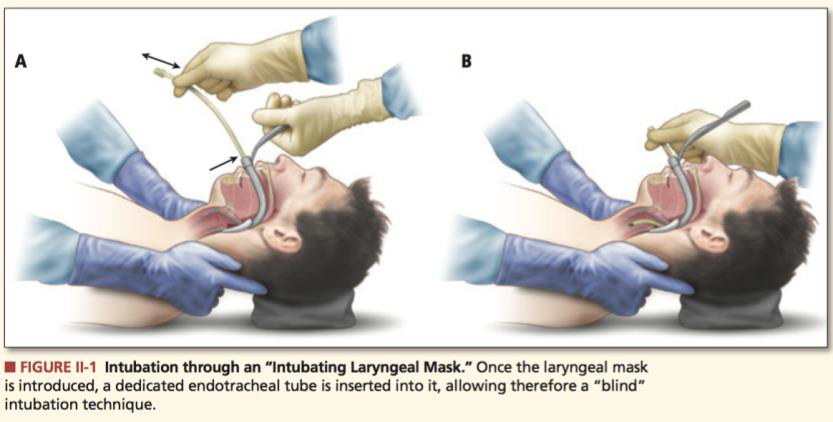 A
B
■ FIGURE II-1 Intubation through an “Intubating Laryngeal Mask.” Once the laryngeal mask
is introduced, a dedicated endotracheal tube is inserted into it, allowing therefore a “blind”
intubation technique.